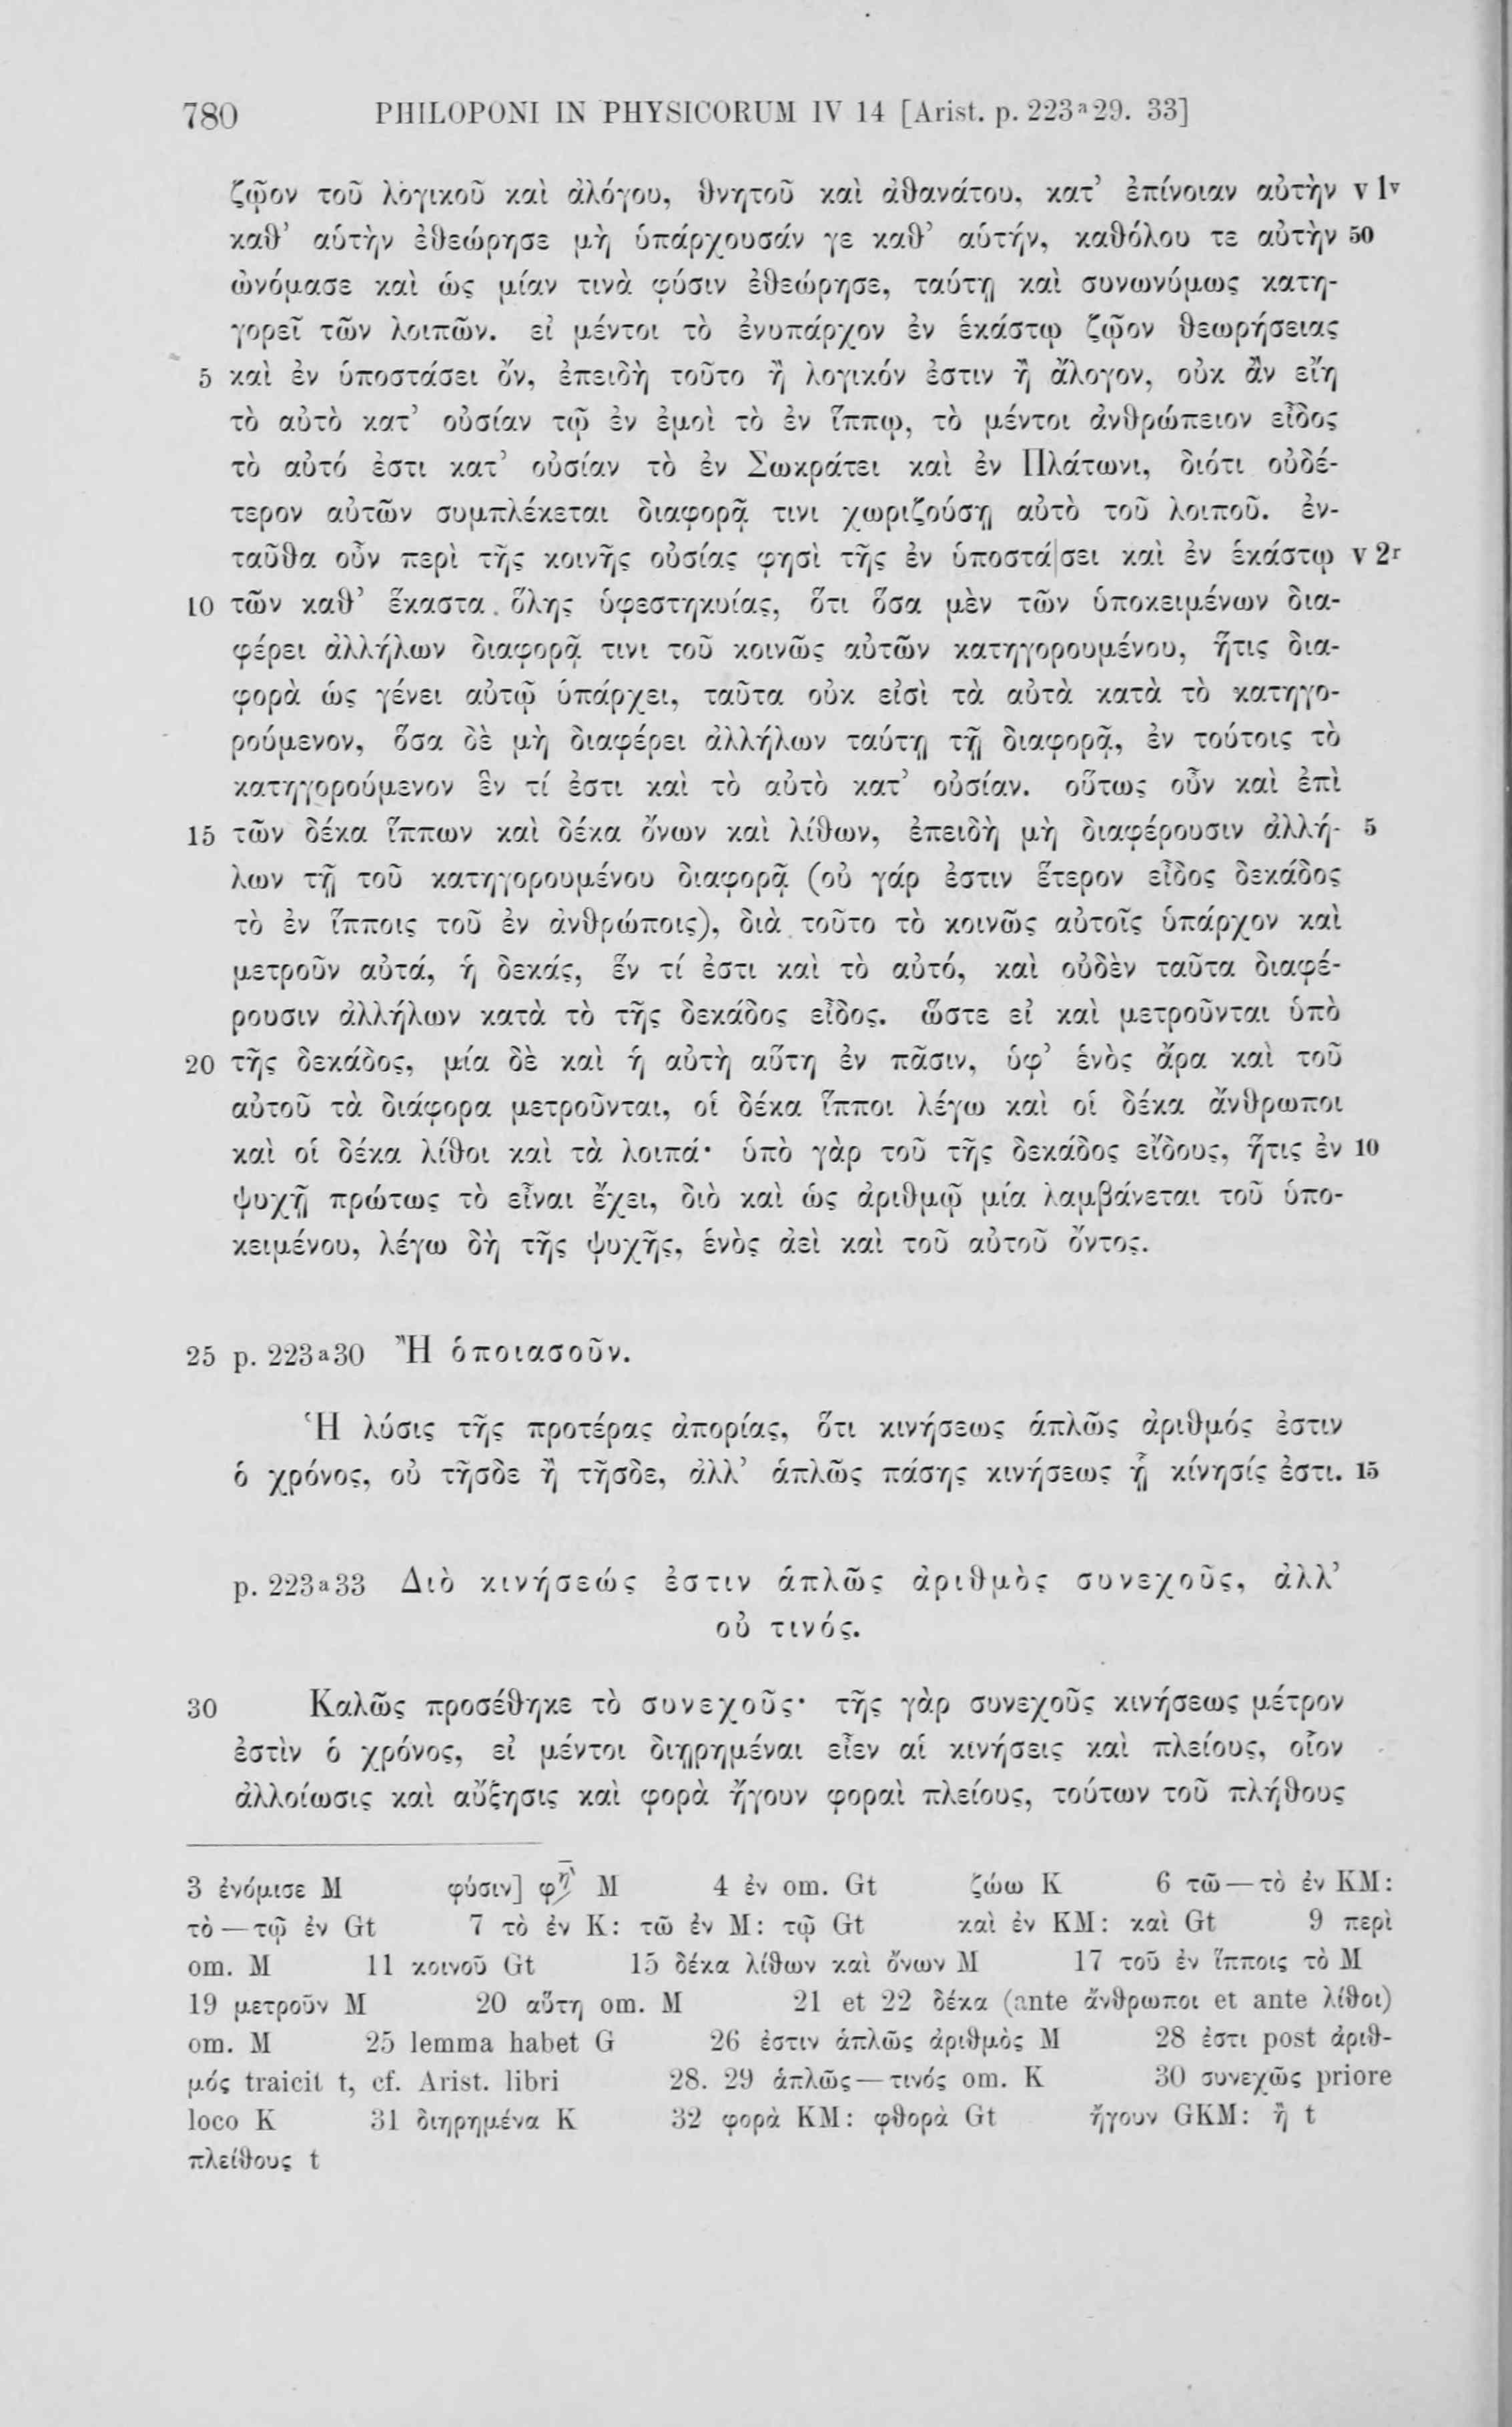 780 PHILOPONI IN PHYSICORUM IV 14 [Arist. p. 223ᵃ29. 33]
ζῷον τοῦ λογικοῦ καὶ ἀλόγου, θνητοῦ καὶ ἀθανάτου, κατ’ ἐπίνοιαν αὐτὴν v 1ᵛ
καθ’ αὑτὴν ἐθεώρησε μὴ ὑπάρχουσάν γε καθ’ αὑτήν, καθόλου τε αὐτὴν 50
ὠνόμασε καὶ ὡς μίαν τινὰ φύσιν ἐθεώρησε, ταύτῃ καὶ συνωνύμως κατη-
γορεῖ τῶν λοιπῶν. εἰ μέντοι τὸ ἐνυπάρχον ἐν ἑκάστῳ ζῷον θεωρήσειας
5 καὶ ἐν ὑποστάσει ὄν, ἐπειδὴ τοῦτο ἢ λογικόν ἐστιν ἢ ἄλογον, οὐκ ἂν εἴη
τὸ αὐτὸ κατ’ οὐσίαν τῷ ἐν ἐμοὶ τὸ ἐν ἵππῳ, τὸ μέντοι ἀνθρώπειον εἶδος
τὸ αὐτό ἐστι κατ’ οὐσίαν τὸ ἐν Σωκράτει καὶ ἐν Πλάτωνι, διότι οὐδέ-
τερον αὐτῶν συμπλέκεται διαφορᾷ τινι χωριζούσῃ αὐτὸ τοῦ λοιποῦ. ἐν-
ταῦθα οὖν περὶ τῆς κοινῆς οὐσίας φησὶ τῆς ἐν ὑποστά|σει καὶ ἐν ἑκάστῳ v 2ʳ
10 τῶν καθ’ ἕκαστα ὅλης ὑφεστηκυίας, ὅτι ὅσα μὲν τῶν ὑποκειμένων δια-
φέρει ἀλλήλων διαφορᾷ τινι τοῦ κοινῶς αὐτῶν κατηγορουμένου, ἥτις δια-
φορὰ ὡς γένει αὐτῷ ὑπάρχει, ταῦτα οὐκ εἰσὶ τὰ αὐτὰ κατὰ τὸ κατηγο-
ρούμενον, ὅσα δὲ μὴ διαφέρει ἀλλήλων ταύτῃ τῇ διαφορᾷ, ἐν τούτοις τὸ
κατηγορούμενον ἕν τί ἐστι καὶ τὸ αὐτὸ κατ’ οὐσίαν. οὕτως οὖν καὶ ἐπὶ
15 τῶν δέκα ἵππων καὶ δέκα ὄνων καὶ λίθων, ἐπειδὴ μὴ διαφέρουσιν ἀλλή- 5
λων τῇ τοῦ κατηγορουμένου διαφορᾷ (οὐ γάρ ἐστιν ἕτερον εἶδος δεκάδος
τὸ ἐν ἵπποις τοῦ ἐν ἀνθρώποις), διὰ τοῦτο τὸ κοινῶς αὐτοῖς ὑπάρχον καὶ
μετροῦν αὐτά, ἡ δεκάς, ἕν τί ἐστι καὶ τὸ αὐτό, καὶ οὐδὲν ταῦτα διαφέ-
ρουσιν ἀλλήλων κατὰ τὸ τῆς δεκάδος εἶδος. ὥστε εἰ καὶ μετροῦνται ὑπὸ
20 τῆς δεκάδος, μία δὲ καὶ ἡ αὐτὴ αὕτη ἐν πᾶσιν, ὑφ’ ἑνὸς ἄρα καὶ τοῦ
αὐτοῦ τὰ διάφορα μετροῦνται, οἱ δέκα ἵπποι λέγω καὶ οἱ δέκα ἄνθρωποι
καὶ οἱ δέκα λίθοι καὶ τὰ λοιπά· ὑπὸ γὰρ τοῦ τῆς δεκάδος εἴδους, ἥτις ἐν 10
ψυχῇ πρώτως τὸ εἶναι ἔχει, διὸ καὶ ὡς ἀριθμῷ μία λαμβάνεται τοῦ ὑπο-
κειμένου, λέγω δὴ τῆς ψυχῆς, ἑνὸς ἀεὶ καὶ τοῦ αὐτοῦ ὄντος.
25 p. 223ᵃ30 Ἢ ὁποιασοῦν.
Ἡ λύσις τῆς προτέρας ἀπορίας, ὅτι κινήσεως ἁπλῶς ἀριθμός ἐστιν
ὁ χρόνος, οὐ τῆσδε ἢ τῆσδε, ἀλλ’ ἁπλῶς πάσης κινήσεως ᾗ κίνησίς ἐστι. 15
p. 223ᵃ33 Διὸ κινήσεώς ἐστιν ἁπλῶς ἀριθμὸς συνεχοῦς, ἀλλ’
οὐ τινός.
30 Καλῶς προσέθηκε τὸ συνεχοῦς· τῆς γὰρ συνεχοῦς κινήσεως μέτρον
ἐστὶν ὁ χρόνος, εἰ μέντοι διῃρημέναι εἶεν αἱ κινήσεις καὶ πλείους, οἷον
ἀλλοίωσις καὶ αὔξησις καὶ φορὰ ἤγουν φοραὶ πλείους, τούτων τοῦ πλήθους
3 ἐνόμισε M φύσιν] M 4 ἐν om. Gt ζώω K 6 τῶ—τὸ ἐν KM:
τὸ—τῷ ἐν Gt 7 τὸ ἐν K: τῶ ἐν M: τῷ Gt καὶ ἐν KM: καὶ Gt 9 περὶ
om. M 11 κοινοῦ Gt 15 δέκα λίθων καὶ ὄνων M 17 τοῦ ἐν ἵπποις τὸ M
19 μετροῦν M 20 αὕτη om. M 21 et 22 δέκα (ante ἄνθρωποι et ante λίθοι)
om. M 25 lemma habet G 26 ἐστιν ἁπλῶς ἀριθμὸς M 28 ἐστι post ἀριθ-
μός traicit t, cf. Arist. libri 28. 29 ἁπλῶς—τινός om. K 30 συνεχῶς priore
loco K 31 διηρημένα K 32 φορὰ KM: φθορὰ Gt ἤγουν GKM: ἢ t
πλείθους t